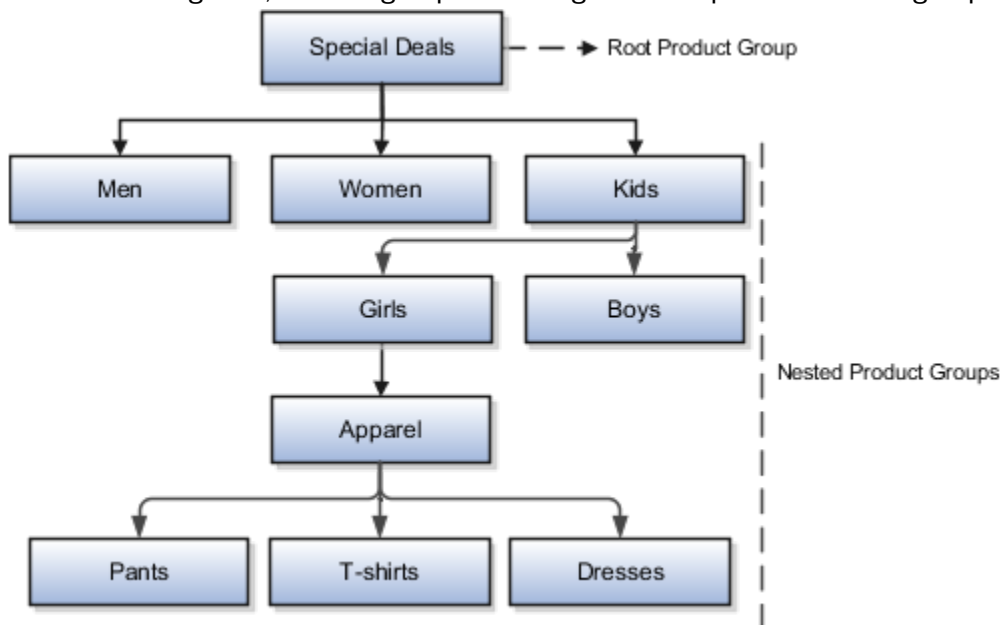 Special Deals
Root Product Group
Men
Women
Kids
Girls
Boys
Nested Product Groups
Apparel
Pants
T-shirts
Dresses